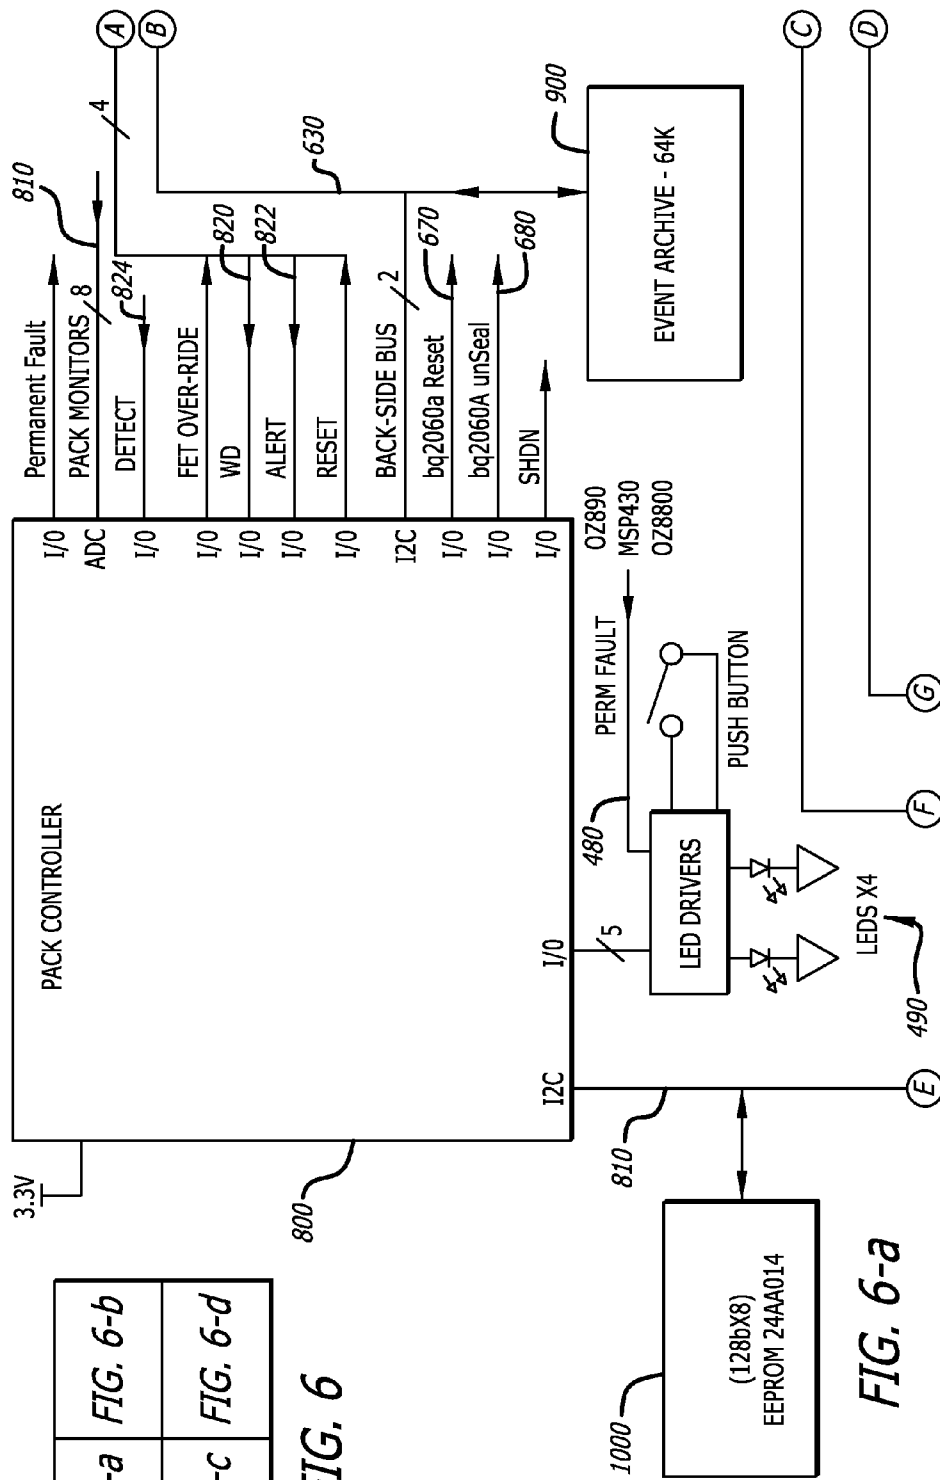 3.3V
PACK CONTROLLER
800
I/O
Permanent Fault
ADC
PACK MONITORS
8
810
I/O
DETECT
824
I/O
FET OVER-RIDE
I/O
WD
820
I/O
ALERT
822
I/O
RESET
4
A
B
630
I2C
BACK-SIDE BUS
2
I/O
bq2060a Reset
670
I/O
bq2060A unSeal
680
I/O
SHDN
EVENT ARCHIVE - 64K
900
OZ890
MSP430
OZ8800
PERM FAULT
480
PUSH BUTTON
I/O
5
LED DRIVERS
LEDS X4
490
I2C
810
(128bX8)
EEPROM 24AA014
1000
C
D
E
F
G
-a
FIG. 6-b
-c
FIG. 6-d
FIG. 6
FIG. 6-a